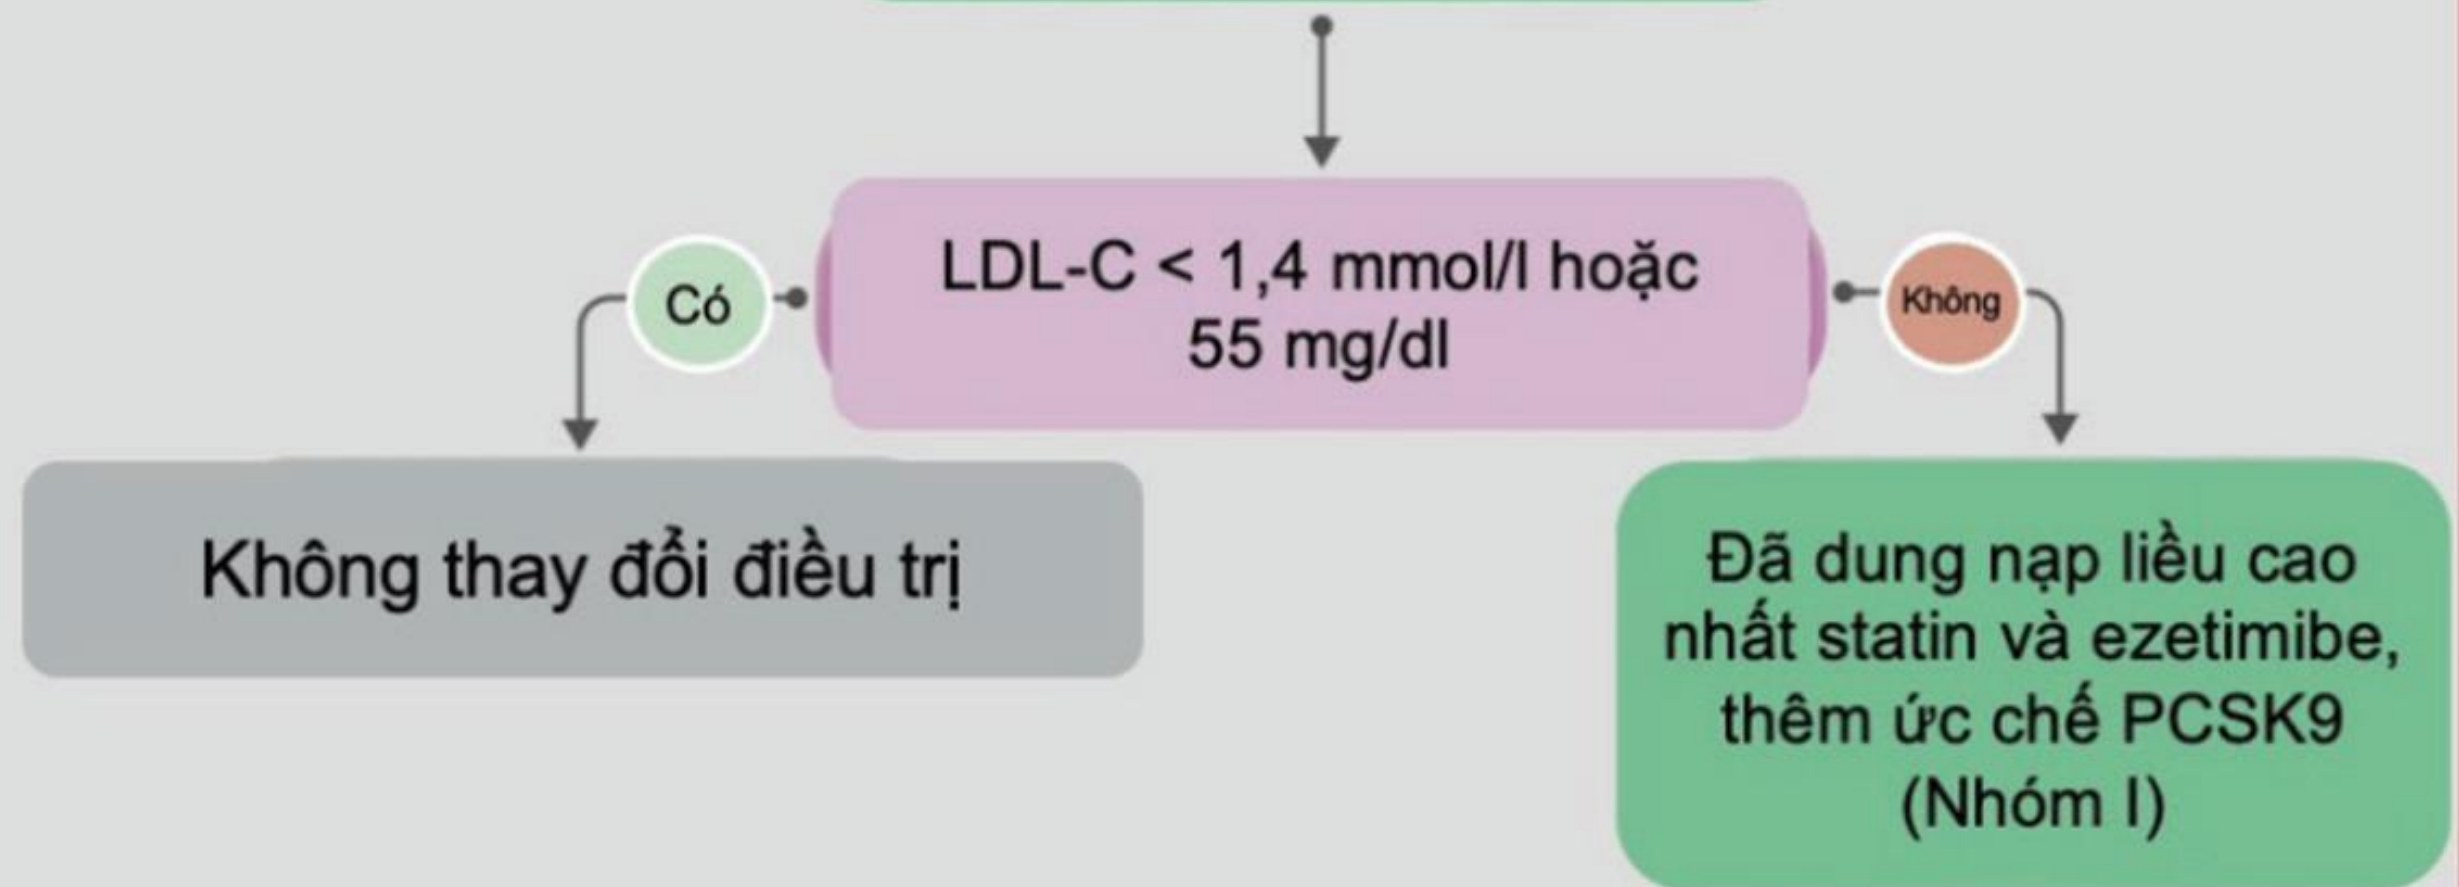 LDL-C < 1,4 mmol/l hoặc
55 mg/dl
Có
Không
Không thay đổi điều trị
Đã dung nạp liều cao
nhất statin và ezetimibe,
thêm ức chế PCSK9
(Nhóm I)